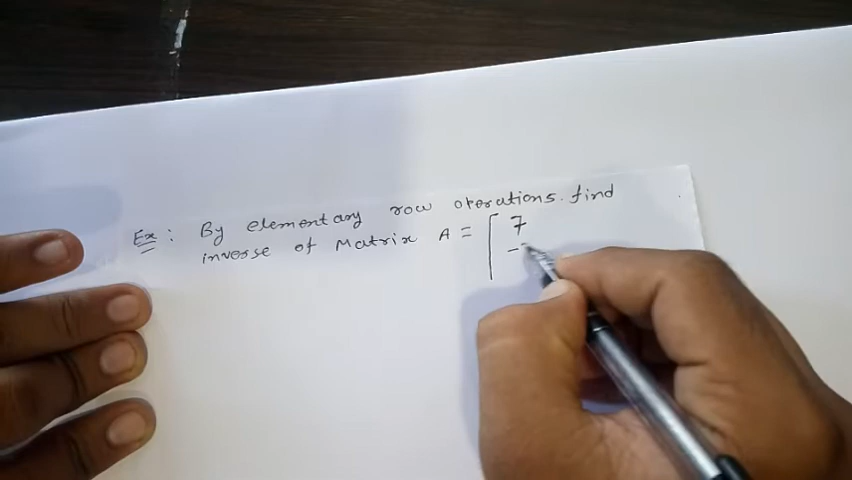 Ex : By elementary row operations. find
inverse of Matrix A = [ 7
-